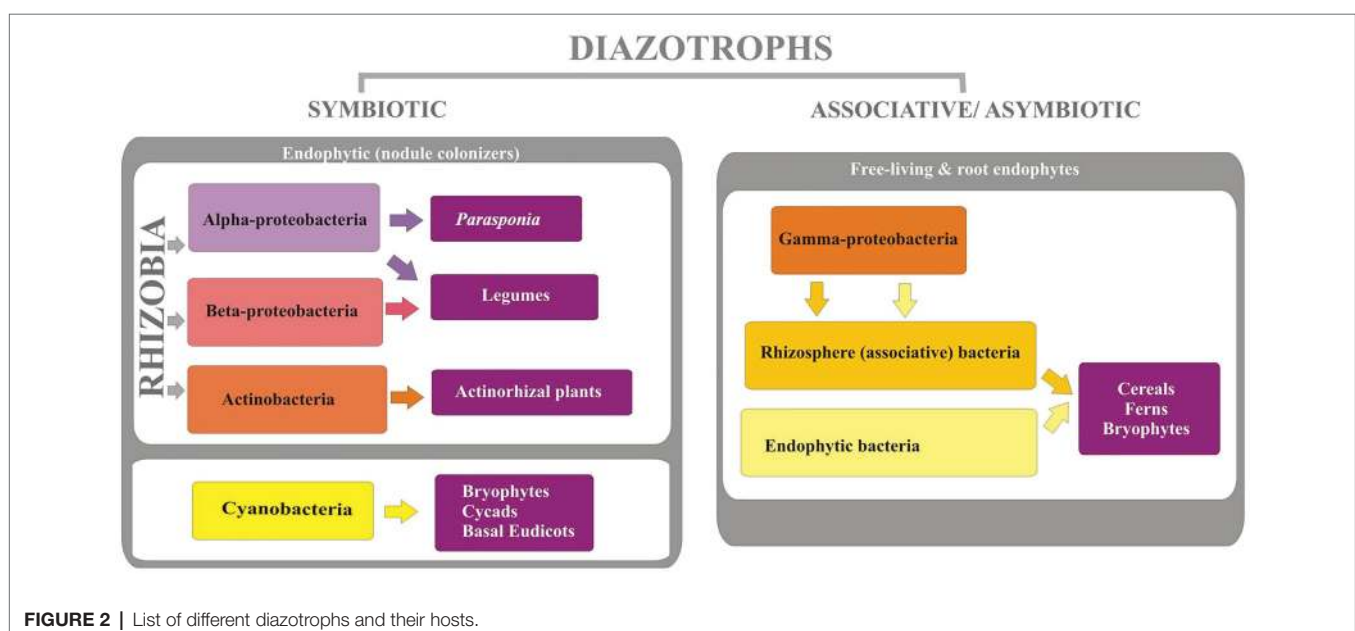 DIAZOTROPHS
SYMBIOTIC
ASSOCIATIVE/ ASYMBIOTIC
Endophytic (nodule colonizers)
RHIZOBIA
Alpha-proteobacteria
Parasponia
Legumes
Beta-proteobacteria
Actinobacteria
Actinorhizal plants
Cyanobacteria
Bryophytes
Cycads
Basal Eudicots
Free-living & root endophytes
Gamma-proteobacteria
Rhizosphere (associative) bacteria
Endophytic bacteria
Cereals
Ferns
Bryophytes
FIGURE 2 | List of different diazotrophs and their hosts.